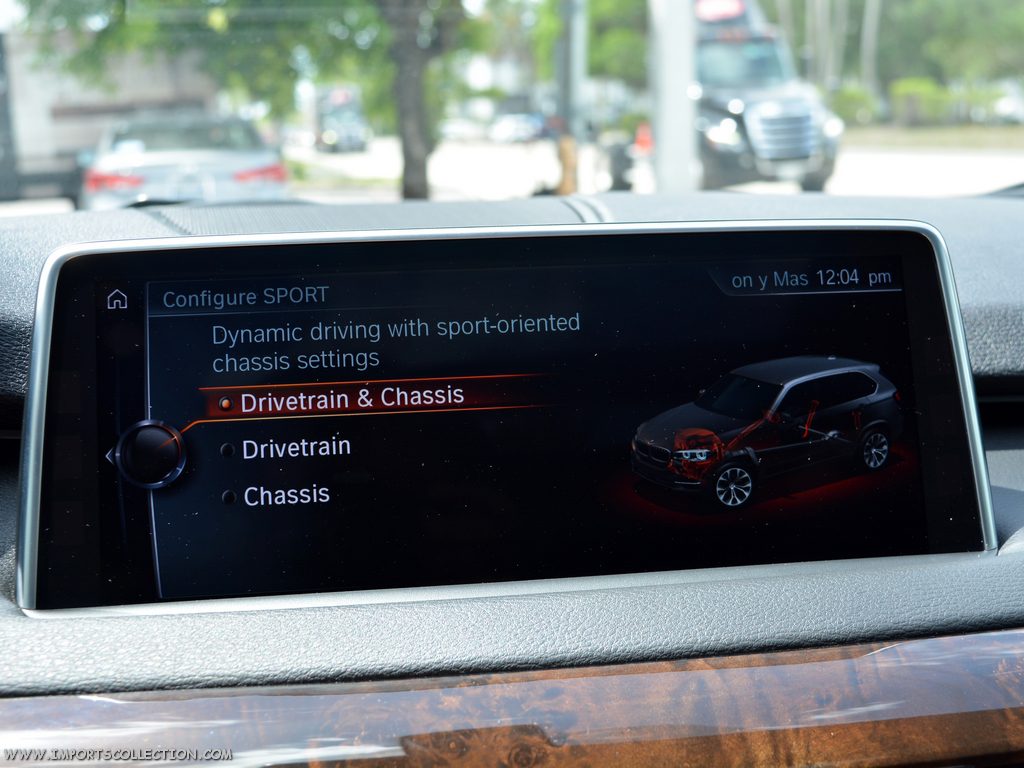 Configure SPORT
on y Mas 12:04 pm
Dynamic driving with sport-oriented
chassis settings
Drivetrain & Chassis
Drivetrain
Chassis
WWW.IMPORTSCOLLECTION.COM